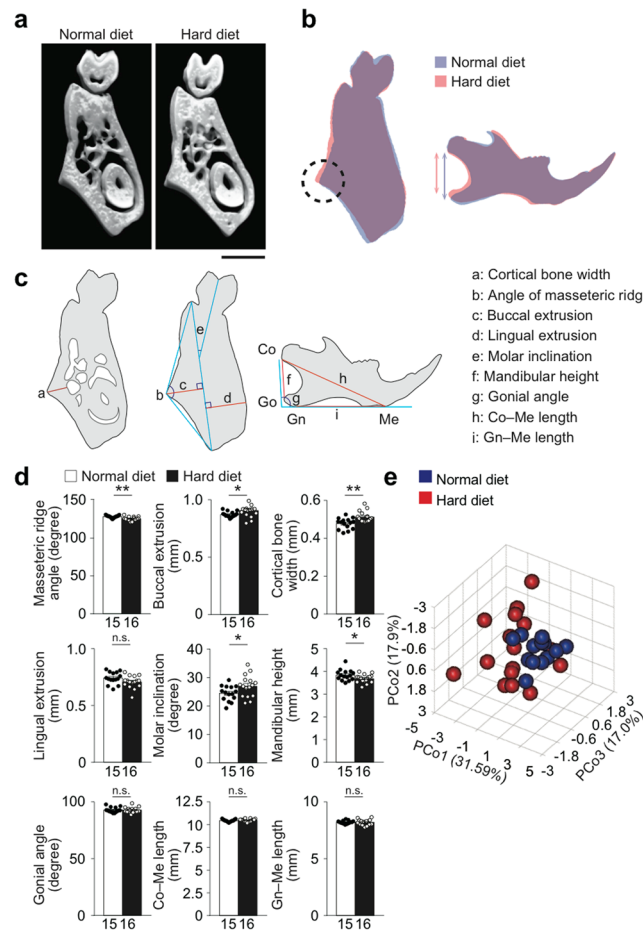 a
Normal diet Hard diet
b
Normal diet
Hard diet
c
a
b
c
d
e
Co
Go
f
g
h
i
Gn
Me
a: Cortical bone width
b: Angle of masseteric ridg
c: Buccal extrusion
d: Lingual extrusion
e: Molar inclination
f: Mandibular height
g: Gonial angle
h: Co–Me length
i: Gn–Me length
d
Normal diet Hard diet
Masseteric ridge
angle (degree)
150
100
50
0
**
15 16
Buccal extrusion
(mm)
1.0
0.5
0
*
15 16
Cortical bone
width (mm)
0.6
0.4
0.2
0
**
15 16
Lingual extrusion
(mm)
1.0
0.5
0
n.s.
15 16
Molar inclination
(degree)
40
30
20
10
0
*
15 16
Mandibular height
(mm)
5
4
3
2
1
0
*
15 16
Gonial angle
(degree)
100
50
0
n.s.
15 16
Co–Me length
(mm)
12.5
10
7.5
5
2.5
0
n.s.
15 16
Gn–Me length
(mm)
10
5
0
n.s.
15 16
e
Normal diet
Hard diet
PCo2 (17.9%)
-3
-1.8
-0.6
0.6
1.8
3
PCo1 (31.59%)
-5
-3
-1
1
3
5
PCo3 (17.0%)
-3
-1.8
-0.6
0.6
1.8
3